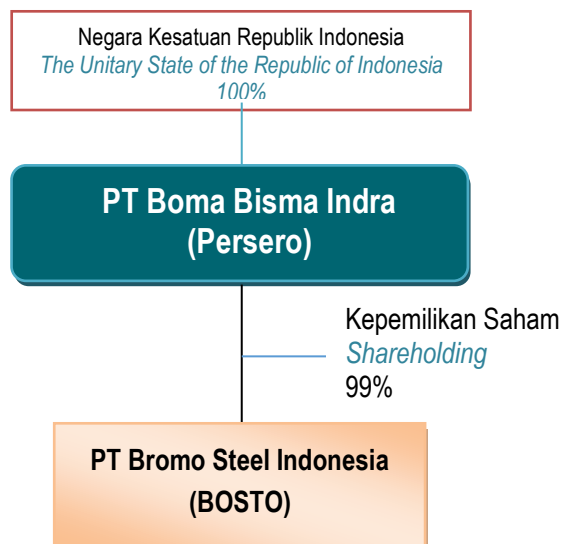 Negara Kesatuan Republik Indonesia
The Unitary State of the Republic of Indonesia
100%
PT Boma Bisma Indra
(Persero)
Kepemilikan Saham
Shareholding
99%
PT Bromo Steel Indonesia
(BOSTO)